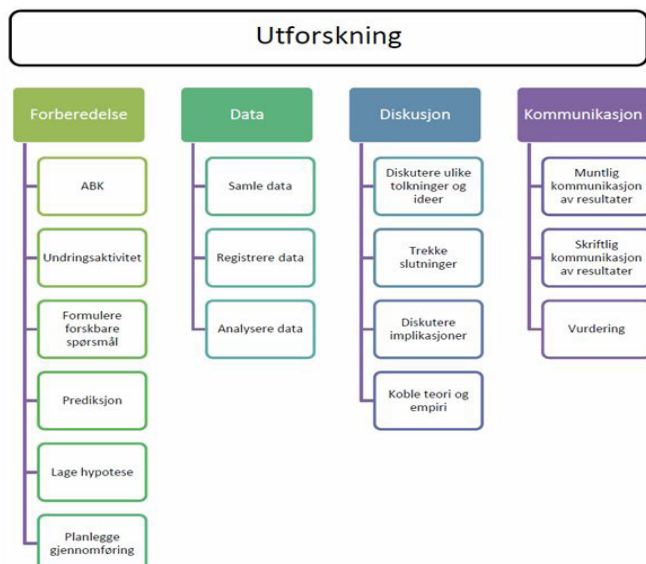 Utforskning
Forberedelse
ABK
Undringsaktivitet
Formulere
forskbare
spørsmål
Prediksjon
Lage hypotese
Planlegge
gjennomføring
Data
Samle data
Registrere data
Analysere data
Diskusjon
Diskutere ulike
tolkninger og
ideer
Trekke
slutninger
Diskutere
implikasjoner
Koble teori og
empiri
Kommunikasjon
Muntlig
kommunikasjon
av resultater
Skriftlig
kommunikasjon
av resultater
Vurdering